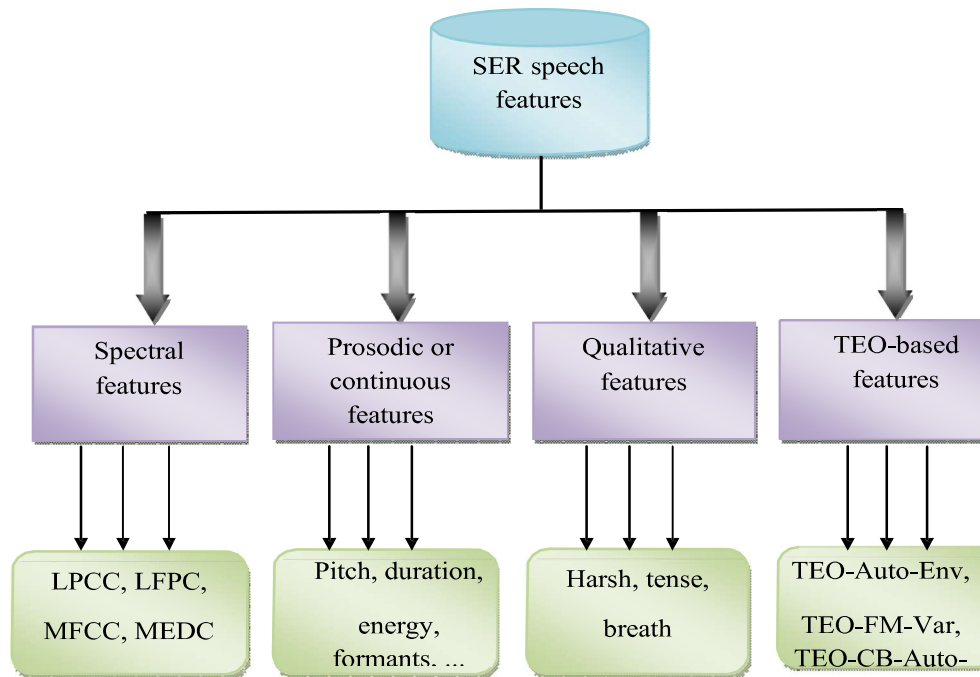 SER speech
features
Spectral
features
Prosodic or
continuous
features
Qualitative
features
TEO-based
features
LPCC, LFPC,
MFCC, MEDC
Pitch, duration,
energy,
formants, ...
Harsh, tense,
breath
TEO-Auto-Env,
TEO-FM-Var,
TEO-CB-Auto-